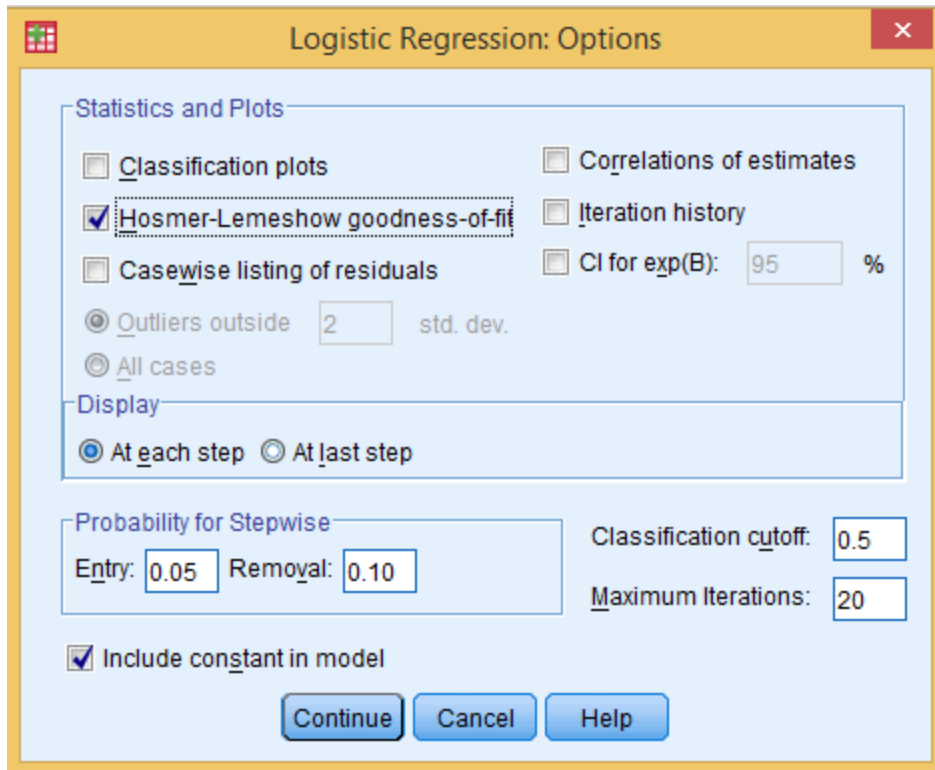 Logistic Regression: Options
Statistics and Plots
Classification plots
Correlations of estimates
Hosmer-Lemeshow goodness-of-fit
Iteration history
Casewise listing of residuals
CI for exp(B): 95 %
Outliers outside 2 std. dev.
All cases
Display
At each step At last step
Probability for Stepwise
Entry: 0.05 Removal: 0.10
Classification cutoff: 0.5
Maximum Iterations: 20
Include constant in model
Continue Cancel Help